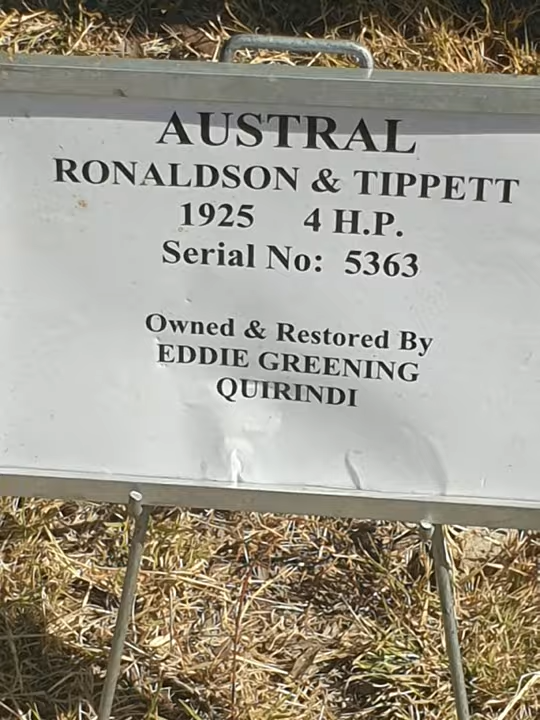 AUSTRAL
RONALDSON & TIPPETT
1925 4 H.P.
Serial No: 5363
Owned & Restored By
EDDIE GREENING
QUIRINDI